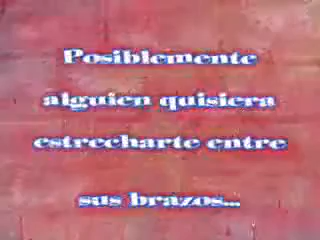 Posiblemente
alguien quisiera
estrecharte entre
sus brazos...